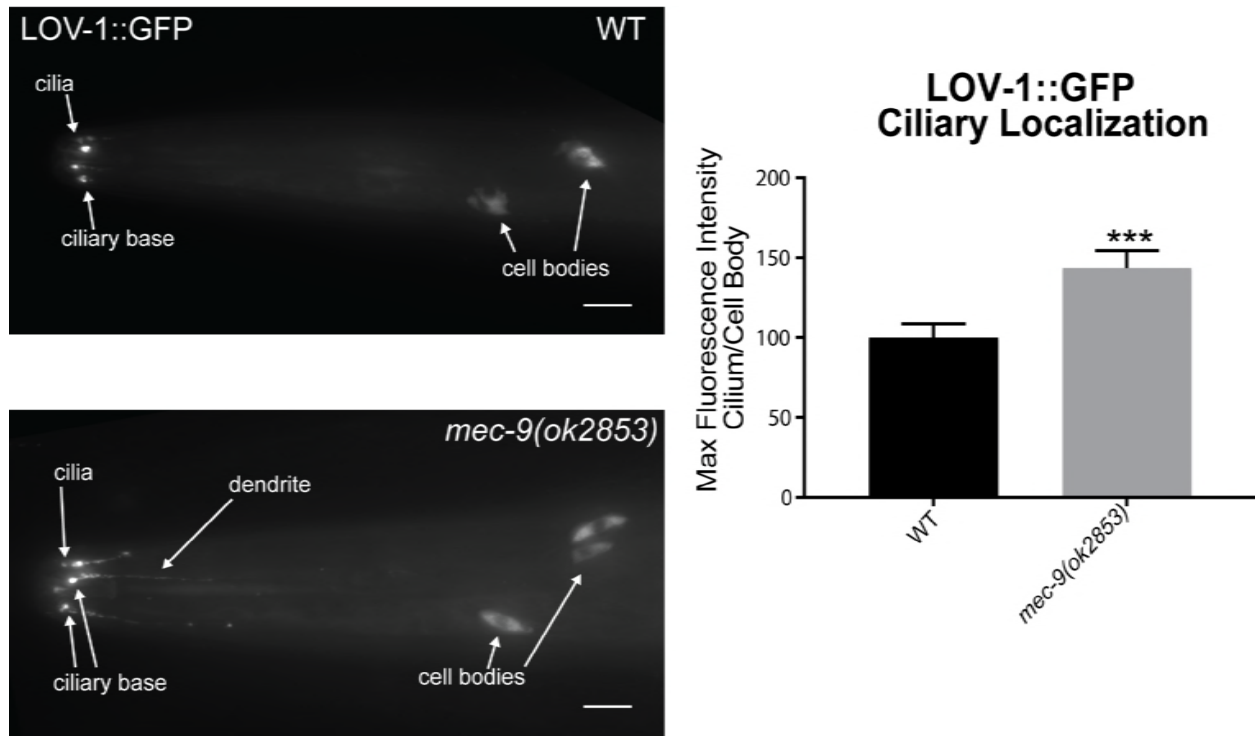 LOV-1::GFP WT
cilia
ciliary base
cell bodies
mec-9(ok2853)
cilia
dendrite
ciliary base
cell bodies
LOV-1::GFP
Ciliary Localization
Max Fluorescence Intensity
Cilium/Cell Body
200
150
100
50
0
***
WT
mec-9(ok2853)